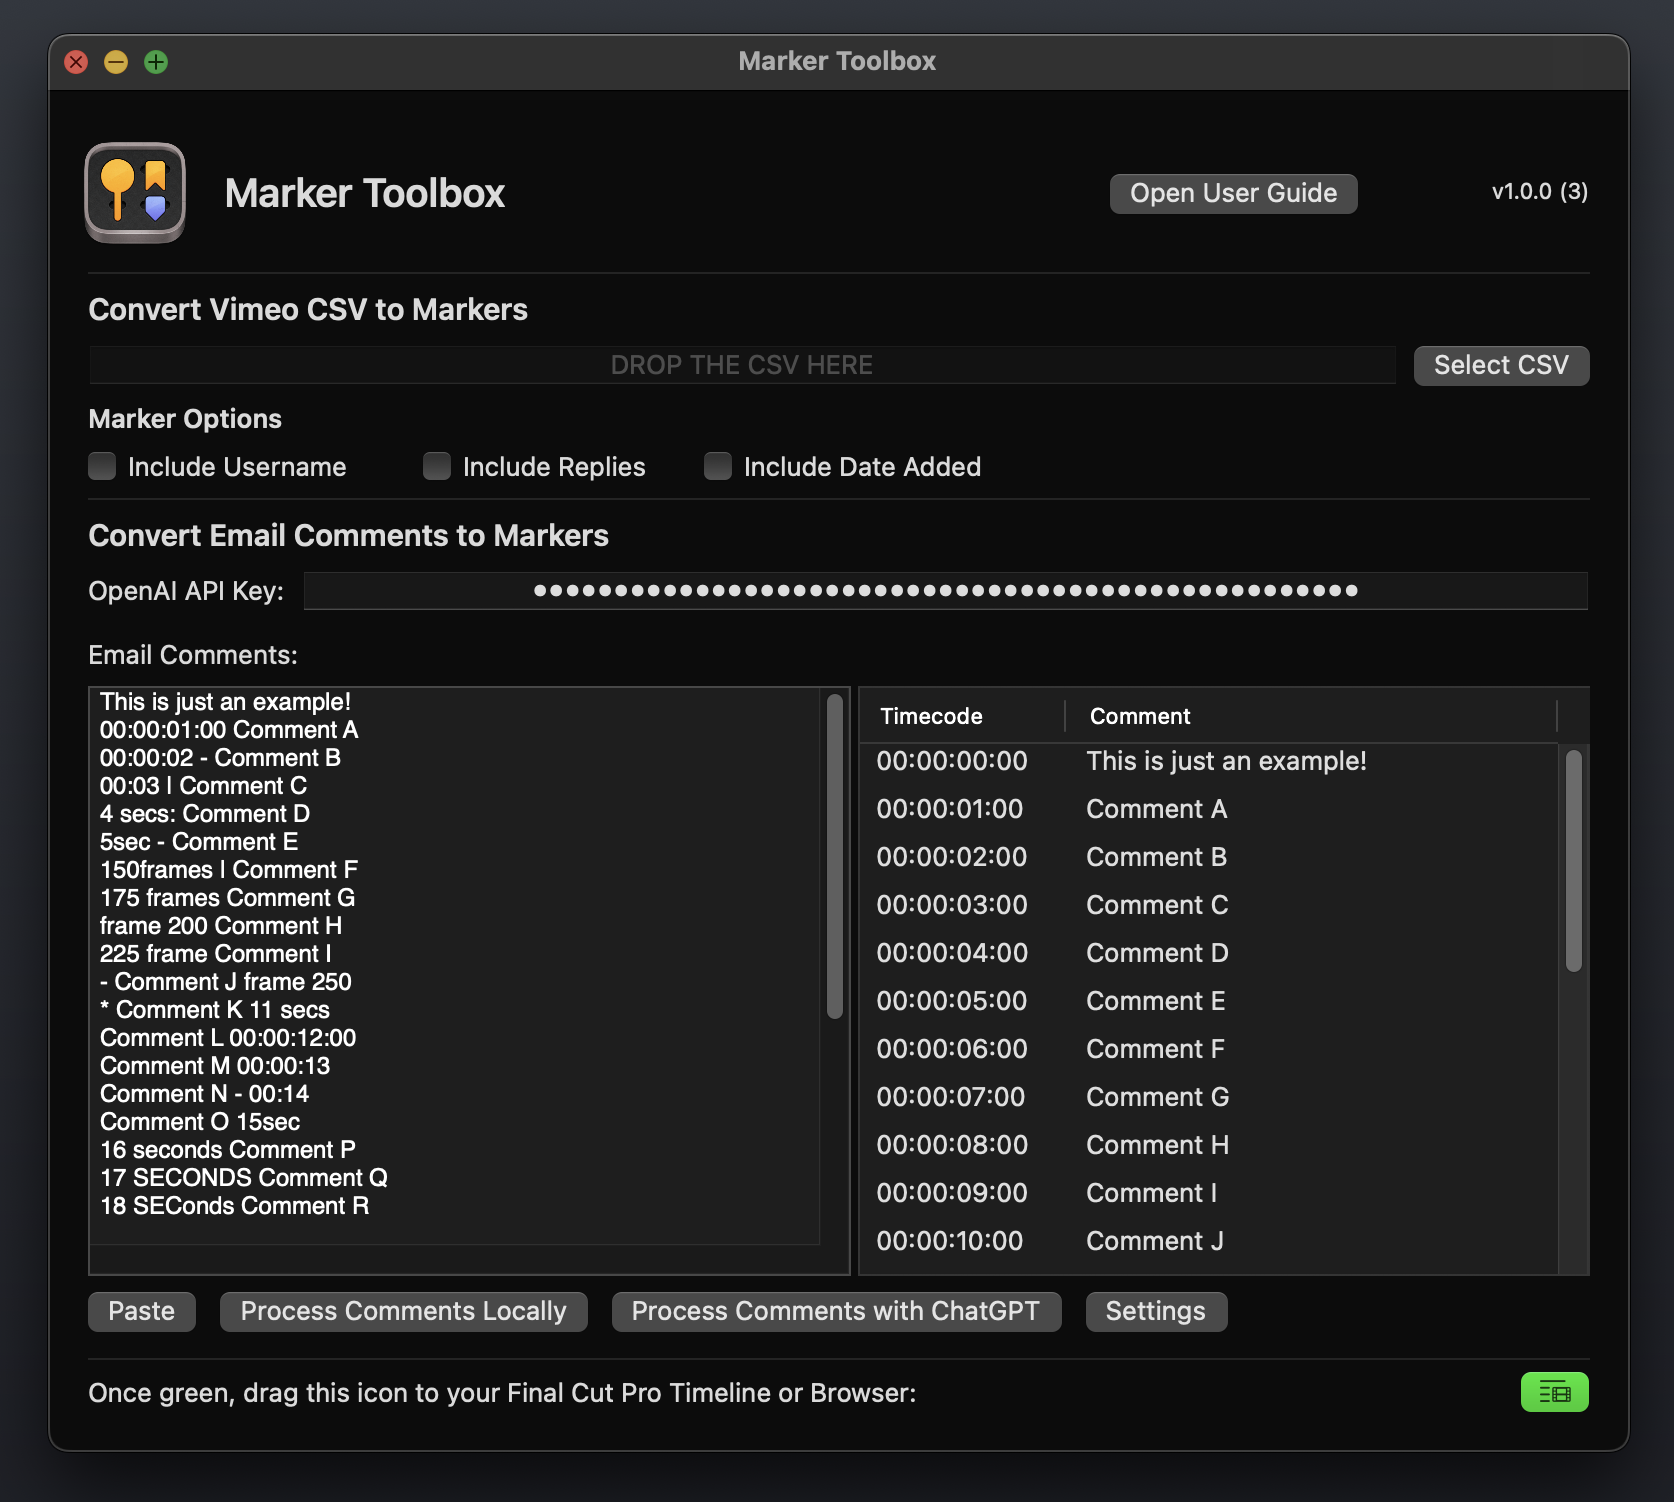 Marker Toolbox
Marker Toolbox
Open User Guide
v1.0.0 (3)
Convert Vimeo CSV to Markers
DROP THE CSV HERE
Select CSV
Marker Options
Include Username
Include Replies
Include Date Added
Convert Email Comments to Markers
OpenAI API Key:
Email Comments:
This is just an example!
00:00:01:00 Comment A
00:00:02 - Comment B
00:03 | Comment C
4 secs: Comment D
5sec - Comment E
150frames | Comment F
175 frames Comment G
frame 200 Comment H
225 frame Comment I
- Comment J frame 250
* Comment K 11 secs
Comment L 00:00:12:00
Comment M 00:00:13
Comment N - 00:14
Comment O 15sec
16 seconds Comment P
17 SECONDS Comment Q
18 SEConds Comment R
Timecode Comment
00:00:00:00 This is just an example!
00:00:01:00 Comment A
00:00:02:00 Comment B
00:00:03:00 Comment C
00:00:04:00 Comment D
00:00:05:00 Comment E
00:00:06:00 Comment F
00:00:07:00 Comment G
00:00:08:00 Comment H
00:00:09:00 Comment I
00:00:10:00 Comment J
Paste
Process Comments Locally
Process Comments with ChatGPT
Settings
Once green, drag this icon to your Final Cut Pro Timeline or Browser: